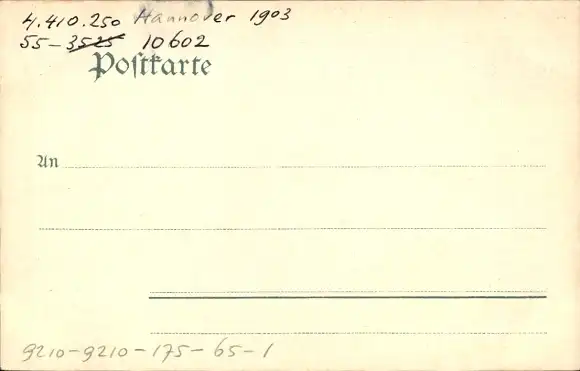 4.410.250 Hannover 1903
55-3525 10602
Poſtkarte
An
9210-9210-175-65-1